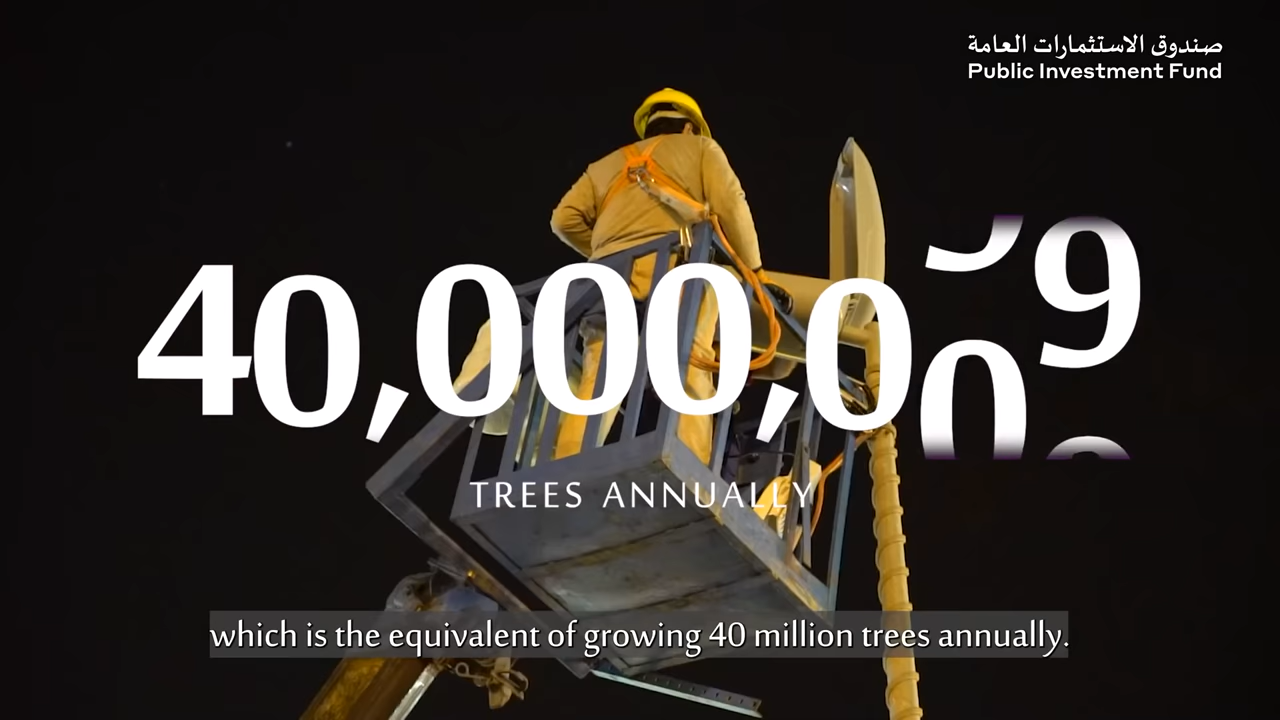 صندوق الاستثمارات العامة
Public Investment Fund
40,000,009
TREES ANNUALLY
which is the equivalent of growing 40 million trees annually.